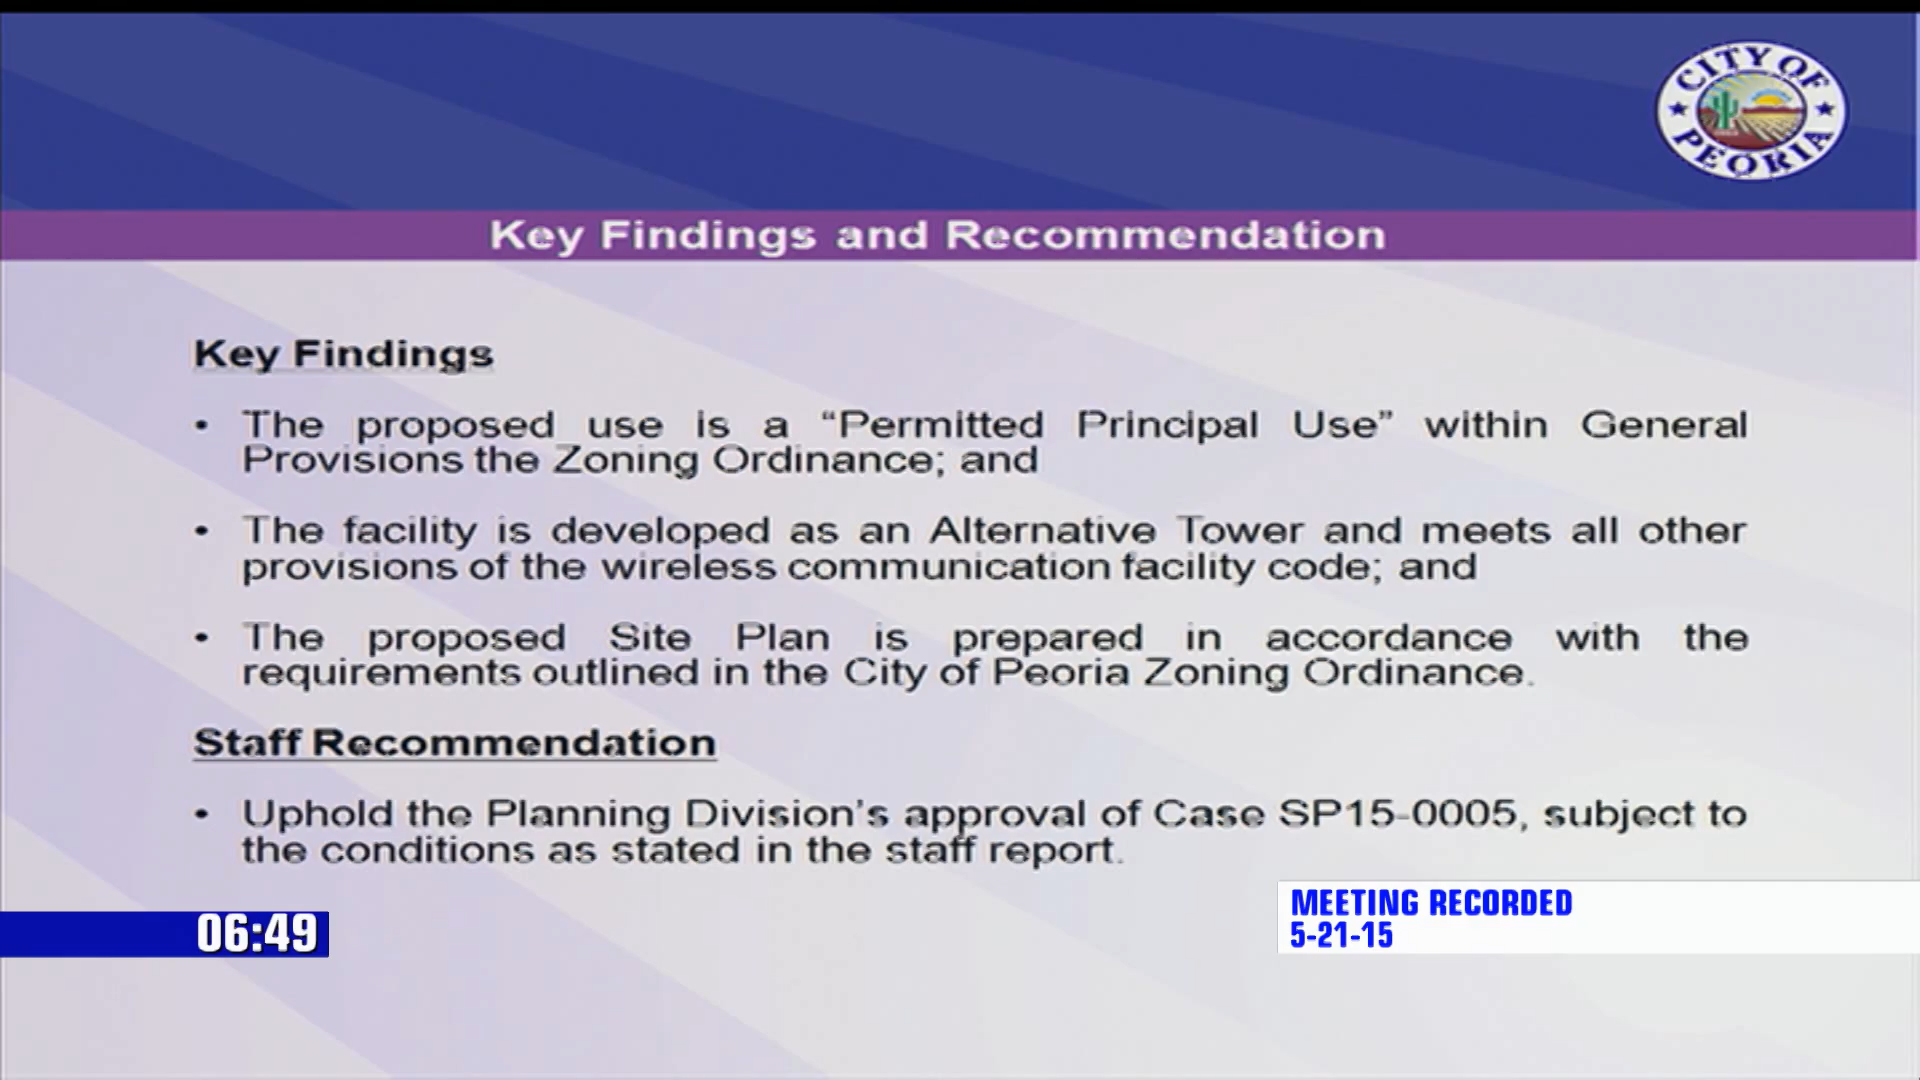 CITY OF
PEORIA
Key Findings and Recommendation
Key Findings
• The proposed use is a “Permitted Principal Use” within General
Provisions the Zoning Ordinance; and
• The facility is developed as an Alternative Tower and meets all other
provisions of the wireless communication facility code; and
• The proposed Site Plan is prepared in accordance with the
requirements outlined in the City of Peoria Zoning Ordinance.
Staff Recommendation
• Uphold the Planning Division’s approval of Case SP15-0005, subject to
the conditions as stated in the staff report.
MEETING RECORDED
5-21-15
06:49